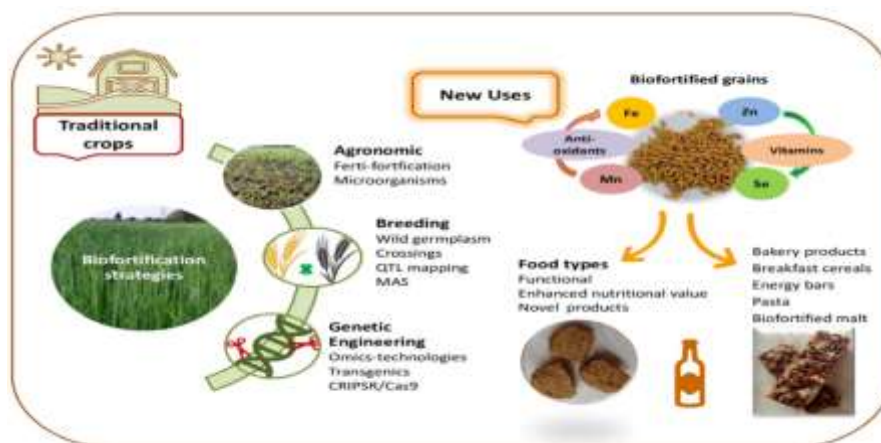 Traditional
crops
Biofortification
strategies
Agronomic
Ferti-fortfication
Microorganisms
Breeding
Wild germplasm
Crossings
QTL mapping
MAS
Genetic
Engineering
Omics-technologies
Transgenics
CRIPSR/Cas9
New Uses
Biofortified grains
Fe
Zn
Anti-
oxidants
Vitamins
Mn
Se
Food types
Functional
Enhanced nutritional value
Novel products
Bakery products
Breakfast cereals
Energy bars
Pasta
Biofortified malt